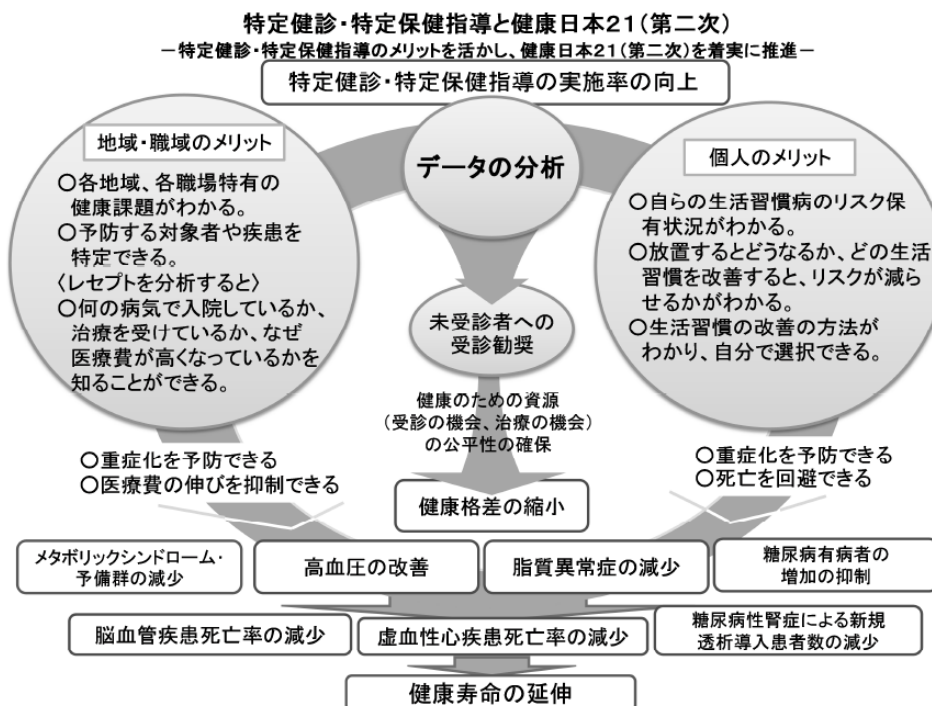 特定健診・特定保健指導と健康日本21(第二次)
－特定健診・特定保健指導のメリットを活かし、健康日本21(第二次)を着実に推進－
特定健診・特定保健指導の実施率の向上
地域・職域のメリット
○各地域、各職場特有の
健康課題がわかる。
○予防する対象者や疾患を
特定できる。
〈レセプトを分析すると〉
○何の病気で入院しているか、
治療を受けているか、なぜ
医療費が高くなっているかを
知ることができる。
データの分析
未受診者への
受診勧奨
健康のための資源
(受診の機会、治療の機会)
の公平性の確保
個人のメリット
○自らの生活習慣病のリスク保
有状況がわかる。
○放置するとどうなるか、どの生活
習慣を改善すると、リスクが減ら
せるかがわかる。
○生活習慣の改善の方法が
わかり、自分で選択できる。
○重症化を予防できる
○医療費の伸びを抑制できる
○重症化を予防できる
○死亡を回避できる
健康格差の縮小
メタボリックシンドローム・
予備群の減少
高血圧の改善
脂質異常症の減少
糖尿病有病者の
増加の抑制
脳血管疾患死亡率の減少
虚血性心疾患死亡率の減少
糖尿病性腎症による新規
透析導入患者数の減少
健康寿命の延伸